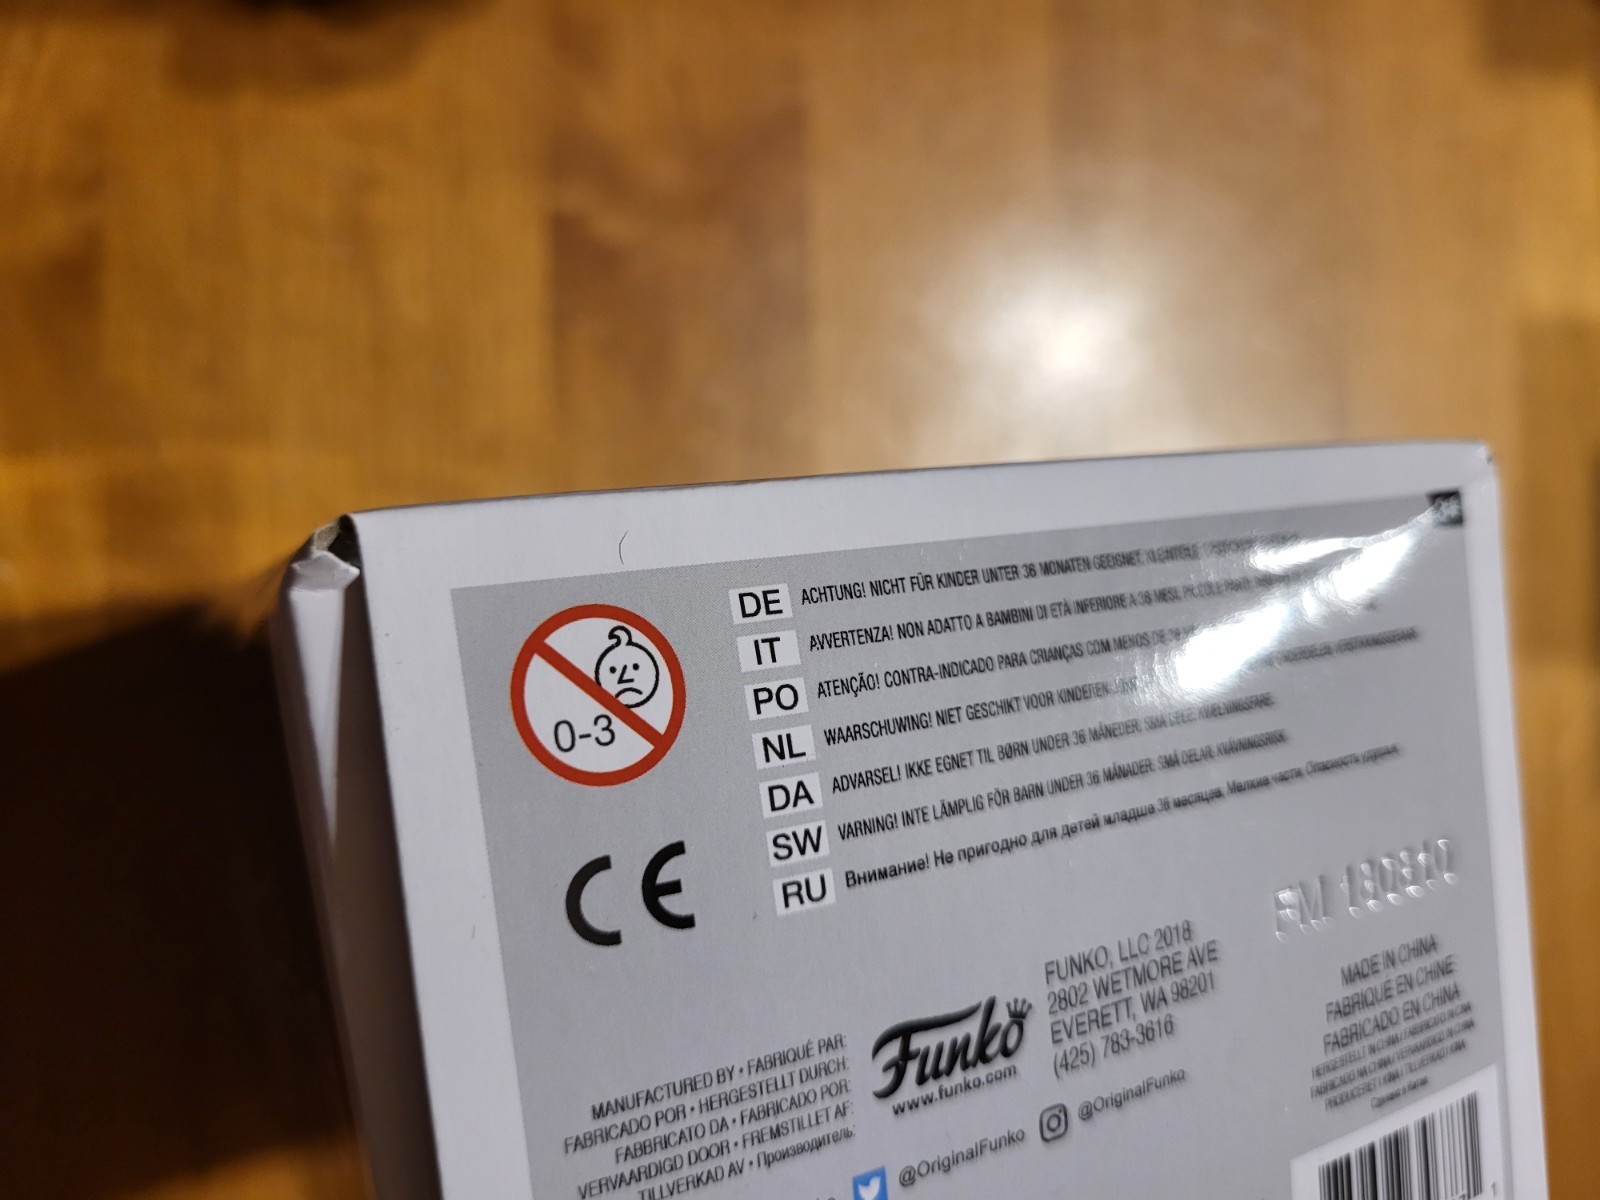 DE ACHTUNG! NICHT FÜR KINDER UNTER 36 MONATEN GEEIGNET. KLEINTEILE.
IT AVVERTENZA! NON ADATTO A BAMBINI DI ETÀ INFERIORE A 36 MESI. PICCOLE PARTI.
PO ATENÇÃO! CONTRA-INDICADO PARA CRIANÇAS COM MENOS DE 36
NL WAARSCHUWING! NIET GESCHIKT VOOR KINDEREN
DA ADVARSEL! IKKE EGNET TIL BØRN UNDER 36 MÅNEDER. SMÅ DELE. KVÆLNINGSFARE.
SW VARNING! INTE LÄMPLIG FÖR BARN UNDER 36 MÅNADER. SMÅ DELAR. KVÄVNINGSRISK.
RU Внимание! Не пригодно для детей младше 36 месяцев. Мелкие части. Опасность удушья.
0-3
CE
FUNKO, LLC 2018
2802 WETMORE AVE
EVERETT, WA 98201
(425) 783-3616
MADE IN CHINA
FABRIQUÉ EN CHINE
FABRICADO EN CHINA
Funko
www.funko.com
MANUFACTURED BY • FABRIQUÉ PAR:
FABRICADO POR • HERGESTELLT DURCH:
FABBRICATO DA • FABRICADO POR:
VERVAARDIGD DOOR • FREMSTILLET AF:
TILLVERKAD AV • Производитель:
@OriginalFunko
@OriginalFunko